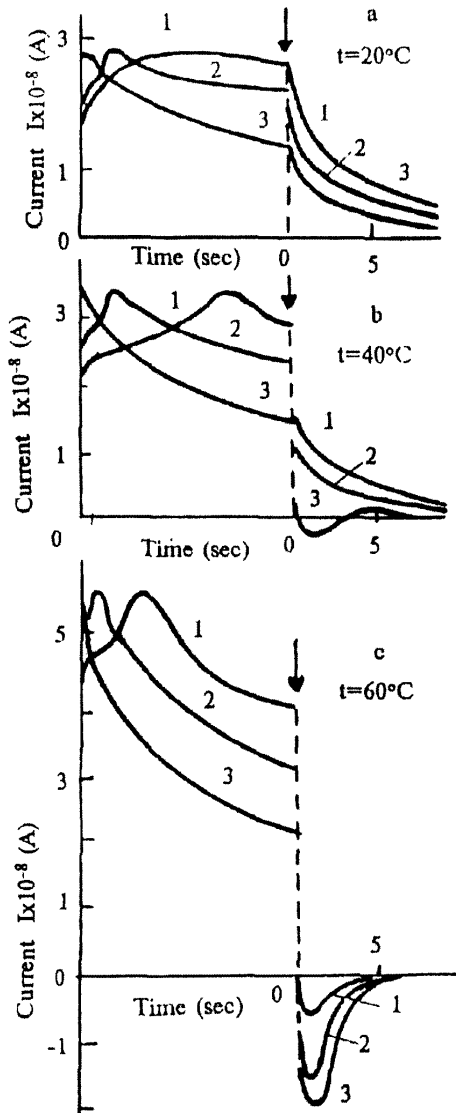 1 a
3 t=20°C
2 1
3 2 3
1
0
Current Ix10⁻⁸ (A)
Time (sec) 0 5
3 1 b
2 t=40°C
3 1
1 2
3
Current Ix10⁻⁸ (A)
0 Time (sec) 0 5
5 1 c
2 t=60°C
3 3
1
Current Ix10⁻⁸ (A)
5
0 Time (sec) 0 1
-1 2
3